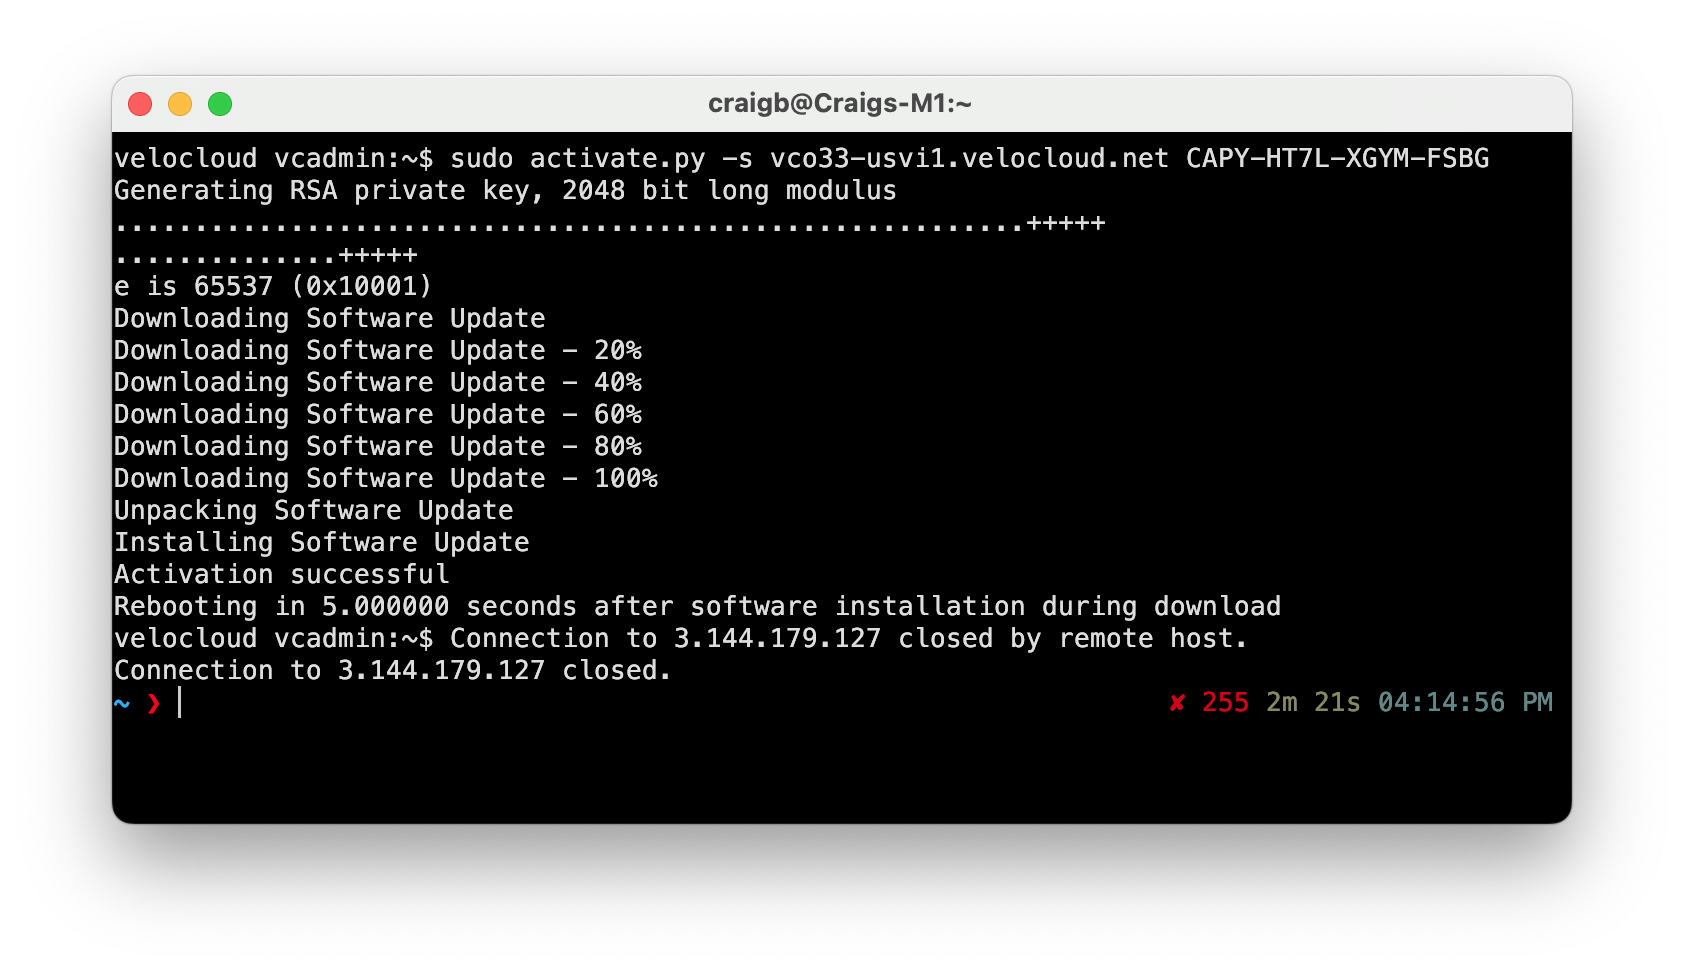 craigb@Craigs-M1:~
velocloud vcadmin:~$ sudo activate.py -s vco33-usvi1.velocloud.net CAPY-HT7L-XGYM-FSBG
Generating RSA private key, 2048 bit long modulus
.........................................................+++++
..............+++++
e is 65537 (0x10001)
Downloading Software Update
Downloading Software Update - 20%
Downloading Software Update - 40%
Downloading Software Update - 60%
Downloading Software Update - 80%
Downloading Software Update - 100%
Unpacking Software Update
Installing Software Update
Activation successful
Rebooting in 5.000000 seconds after software installation during download
velocloud vcadmin:~$ Connection to 3.144.179.127 closed by remote host.
Connection to 3.144.179.127 closed.
~ ❯ ✘ 255 2m 21s 04:14:56 PM